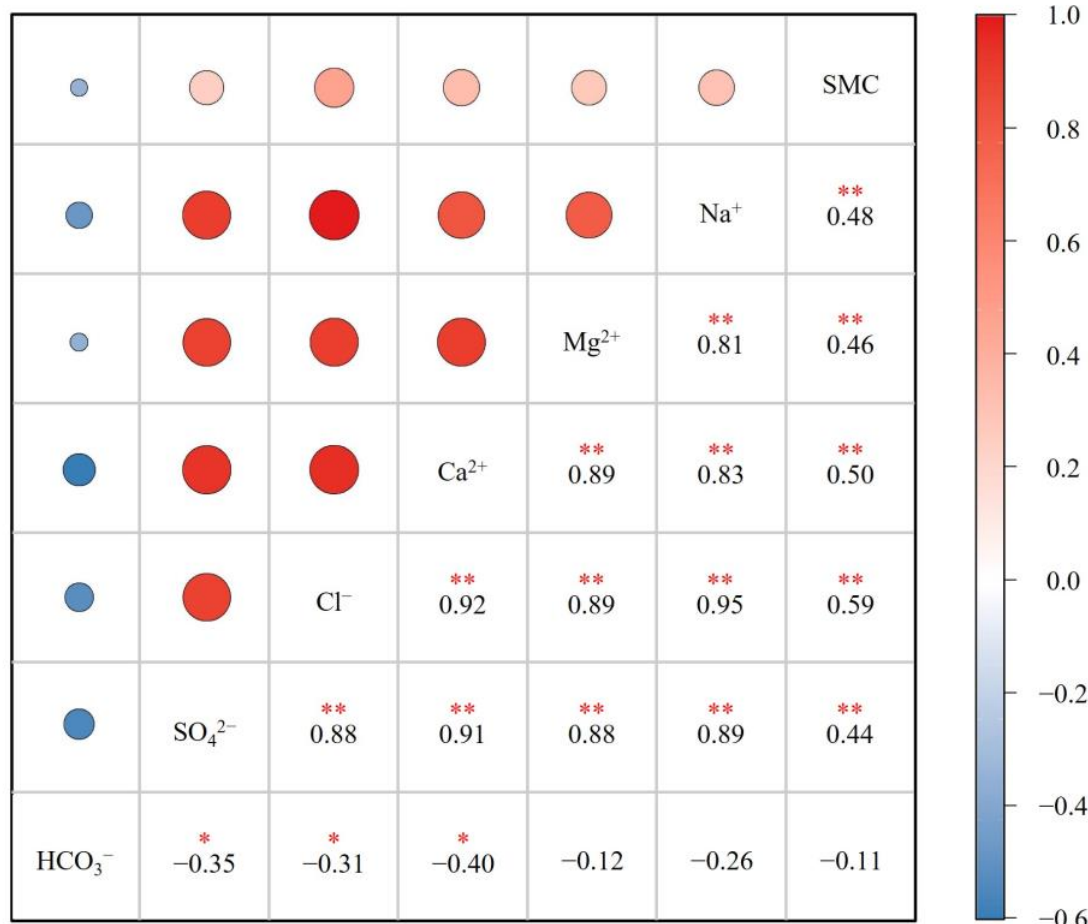 1.0
SMC
0.8
**
Na⁺ 0.48
0.6
** **
Mg²⁺ 0.81 0.46
0.4
** ** **
Ca²⁺ 0.89 0.83 0.50
0.2
0.0
** ** ** **
Cl⁻ 0.92 0.89 0.95 0.59
−0.2
** ** ** ** **
SO₄²⁻ 0.88 0.91 0.88 0.89 0.44
−0.4
* * *
HCO₃⁻ −0.35 −0.31 −0.40 −0.12 −0.26 −0.11
−0.6